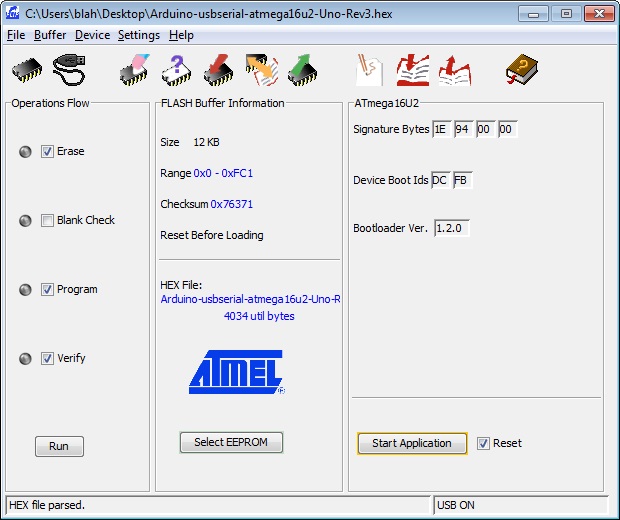 C:\Users\blah\Desktop\Arduino-usbserial-atmega16u2-Uno-Rev3.hex
File Buffer Device Settings Help
Operations Flow
Erase
Blank Check
Program
Verify
Run
FLASH Buffer Information
Size 12 KB
Range 0x0 - 0xFC1
Checksum 0x76371
Reset Before Loading
HEX File:
Arduino-usbserial-atmega16u2-Uno-R
4034 util bytes
ATMEL®
Select EEPROM
ATmega16U2
Signature Bytes 1E 94 00 00
Device Boot Ids DC FB
Bootloader Ver. 1.2.0
Start Application Reset
HEX file parsed. USB ON